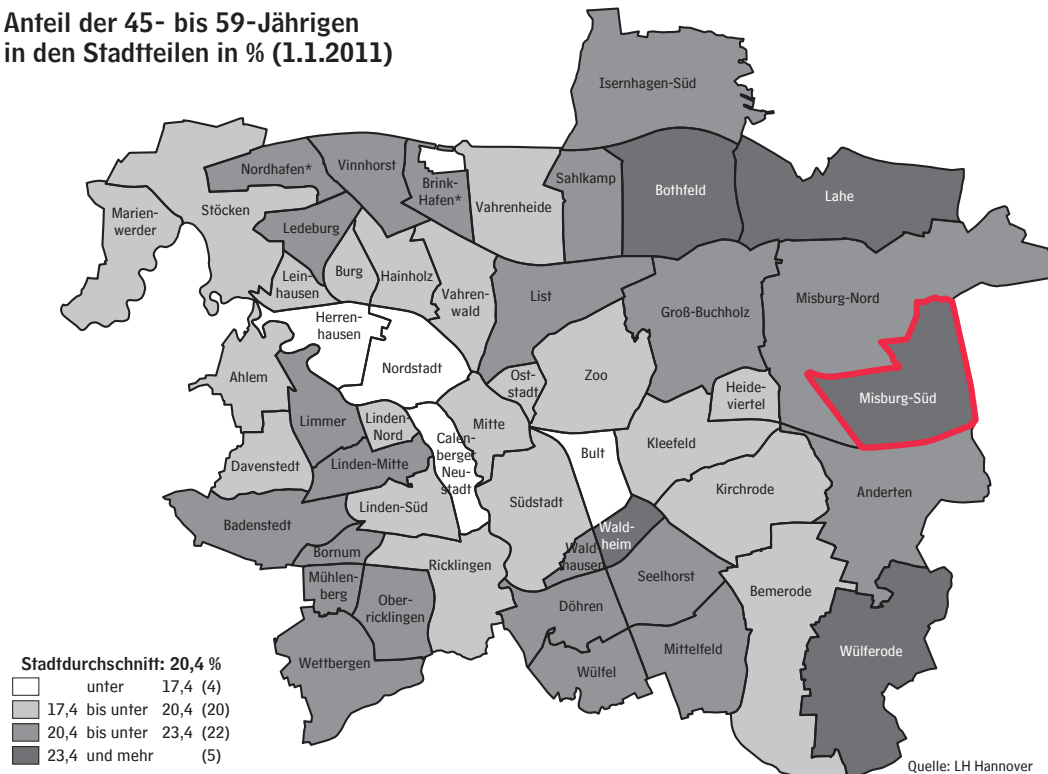 Anteil der 45- bis 59-Jährigen
in den Stadtteilen in % (1.1.2011)
Isernhagen-Süd
Nordhafen*
Vinnhorst
Brink-
Hafen*
Vahrenheide
Sahlkamp
Bothfeld
Lahe
Marien-
werder
Stöcken
Ledeburg
Lein-
hausen
Burg
Hainholz
Vahren-
wald
List
Groß-Buchholz
Misburg-Nord
Herren-
hausen
Nordstadt
Ost-
stadt
Zoo
Heide-
viertel
Misburg-Süd
Ahlem
Limmer
Linden-
Nord
Calen-
berger
Neu-
stadt
Mitte
Bult
Kleefeld
Davenstedt
Linden-Mitte
Kirchrode
Anderten
Linden-Süd
Südstadt
Badenstedt
Wald-
heim
Bornum
Ricklingen
Wald-
hausen
Seelhorst
Mühlen-
berg
Ober-
ricklingen
Döhren
Bemerode
Wettbergen
Wülfel
Mittelfeld
Wülferode
Stadtdurchschnitt: 20,4 %
unter 17,4 (4)
17,4 bis unter 20,4 (20)
20,4 bis unter 23,4 (22)
23,4 und mehr (5)
Quelle: LH Hannover